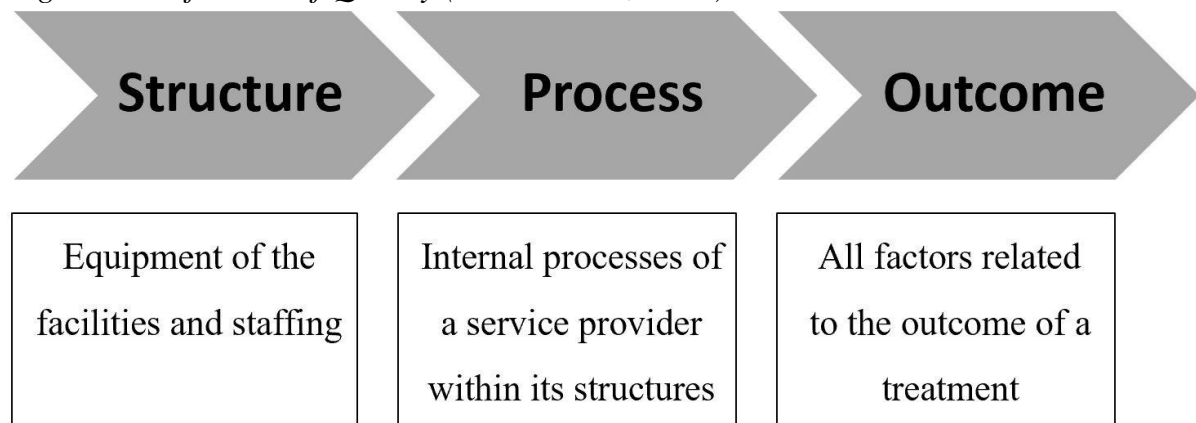 Structure
Process
Outcome
Equipment of the
facilities and staffing
Internal processes of
a service provider
within its structures
All factors related
to the outcome of a
treatment